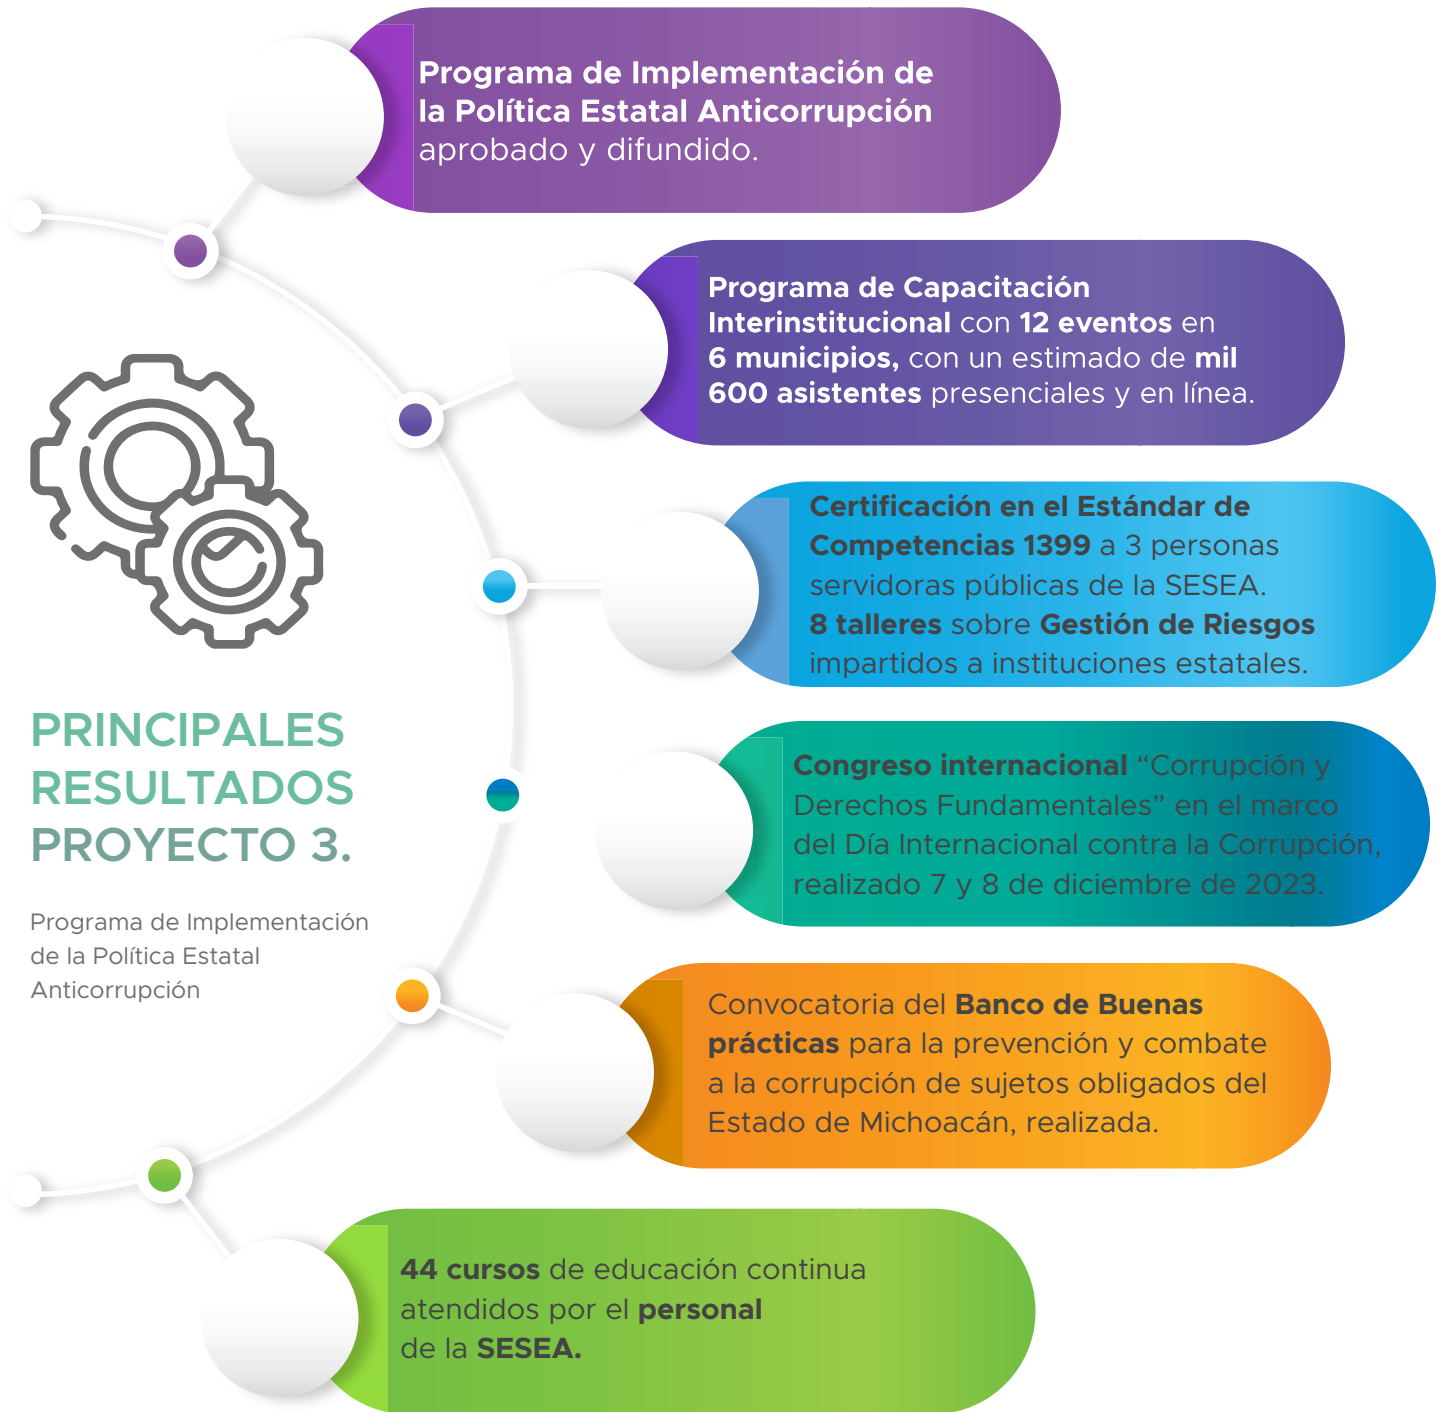 Programa de Implementación de
la Política Estatal Anticorrupción
aprobado y difundido.
Programa de Capacitación
Interinstitucional con 12 eventos en
6 municipios, con un estimado de mil
600 asistentes presenciales y en línea.
Certificación en el Estándar de
Competencias 1399 a 3 personas
servidoras públicas de la SESEA.
8 talleres sobre Gestión de Riesgos
impartidos a instituciones estatales.
PRINCIPALES
RESULTADOS
PROYECTO 3.
Programa de Implementación
de la Política Estatal
Anticorrupción
Congreso internacional “Corrupción y
Derechos Fundamentales” en el marco
del Día Internacional contra la Corrupción,
realizado 7 y 8 de diciembre de 2023.
Convocatoria del Banco de Buenas
prácticas para la prevención y combate
a la corrupción de sujetos obligados del
Estado de Michoacán, realizada.
44 cursos de educación continua
atendidos por el personal
de la SESEA.